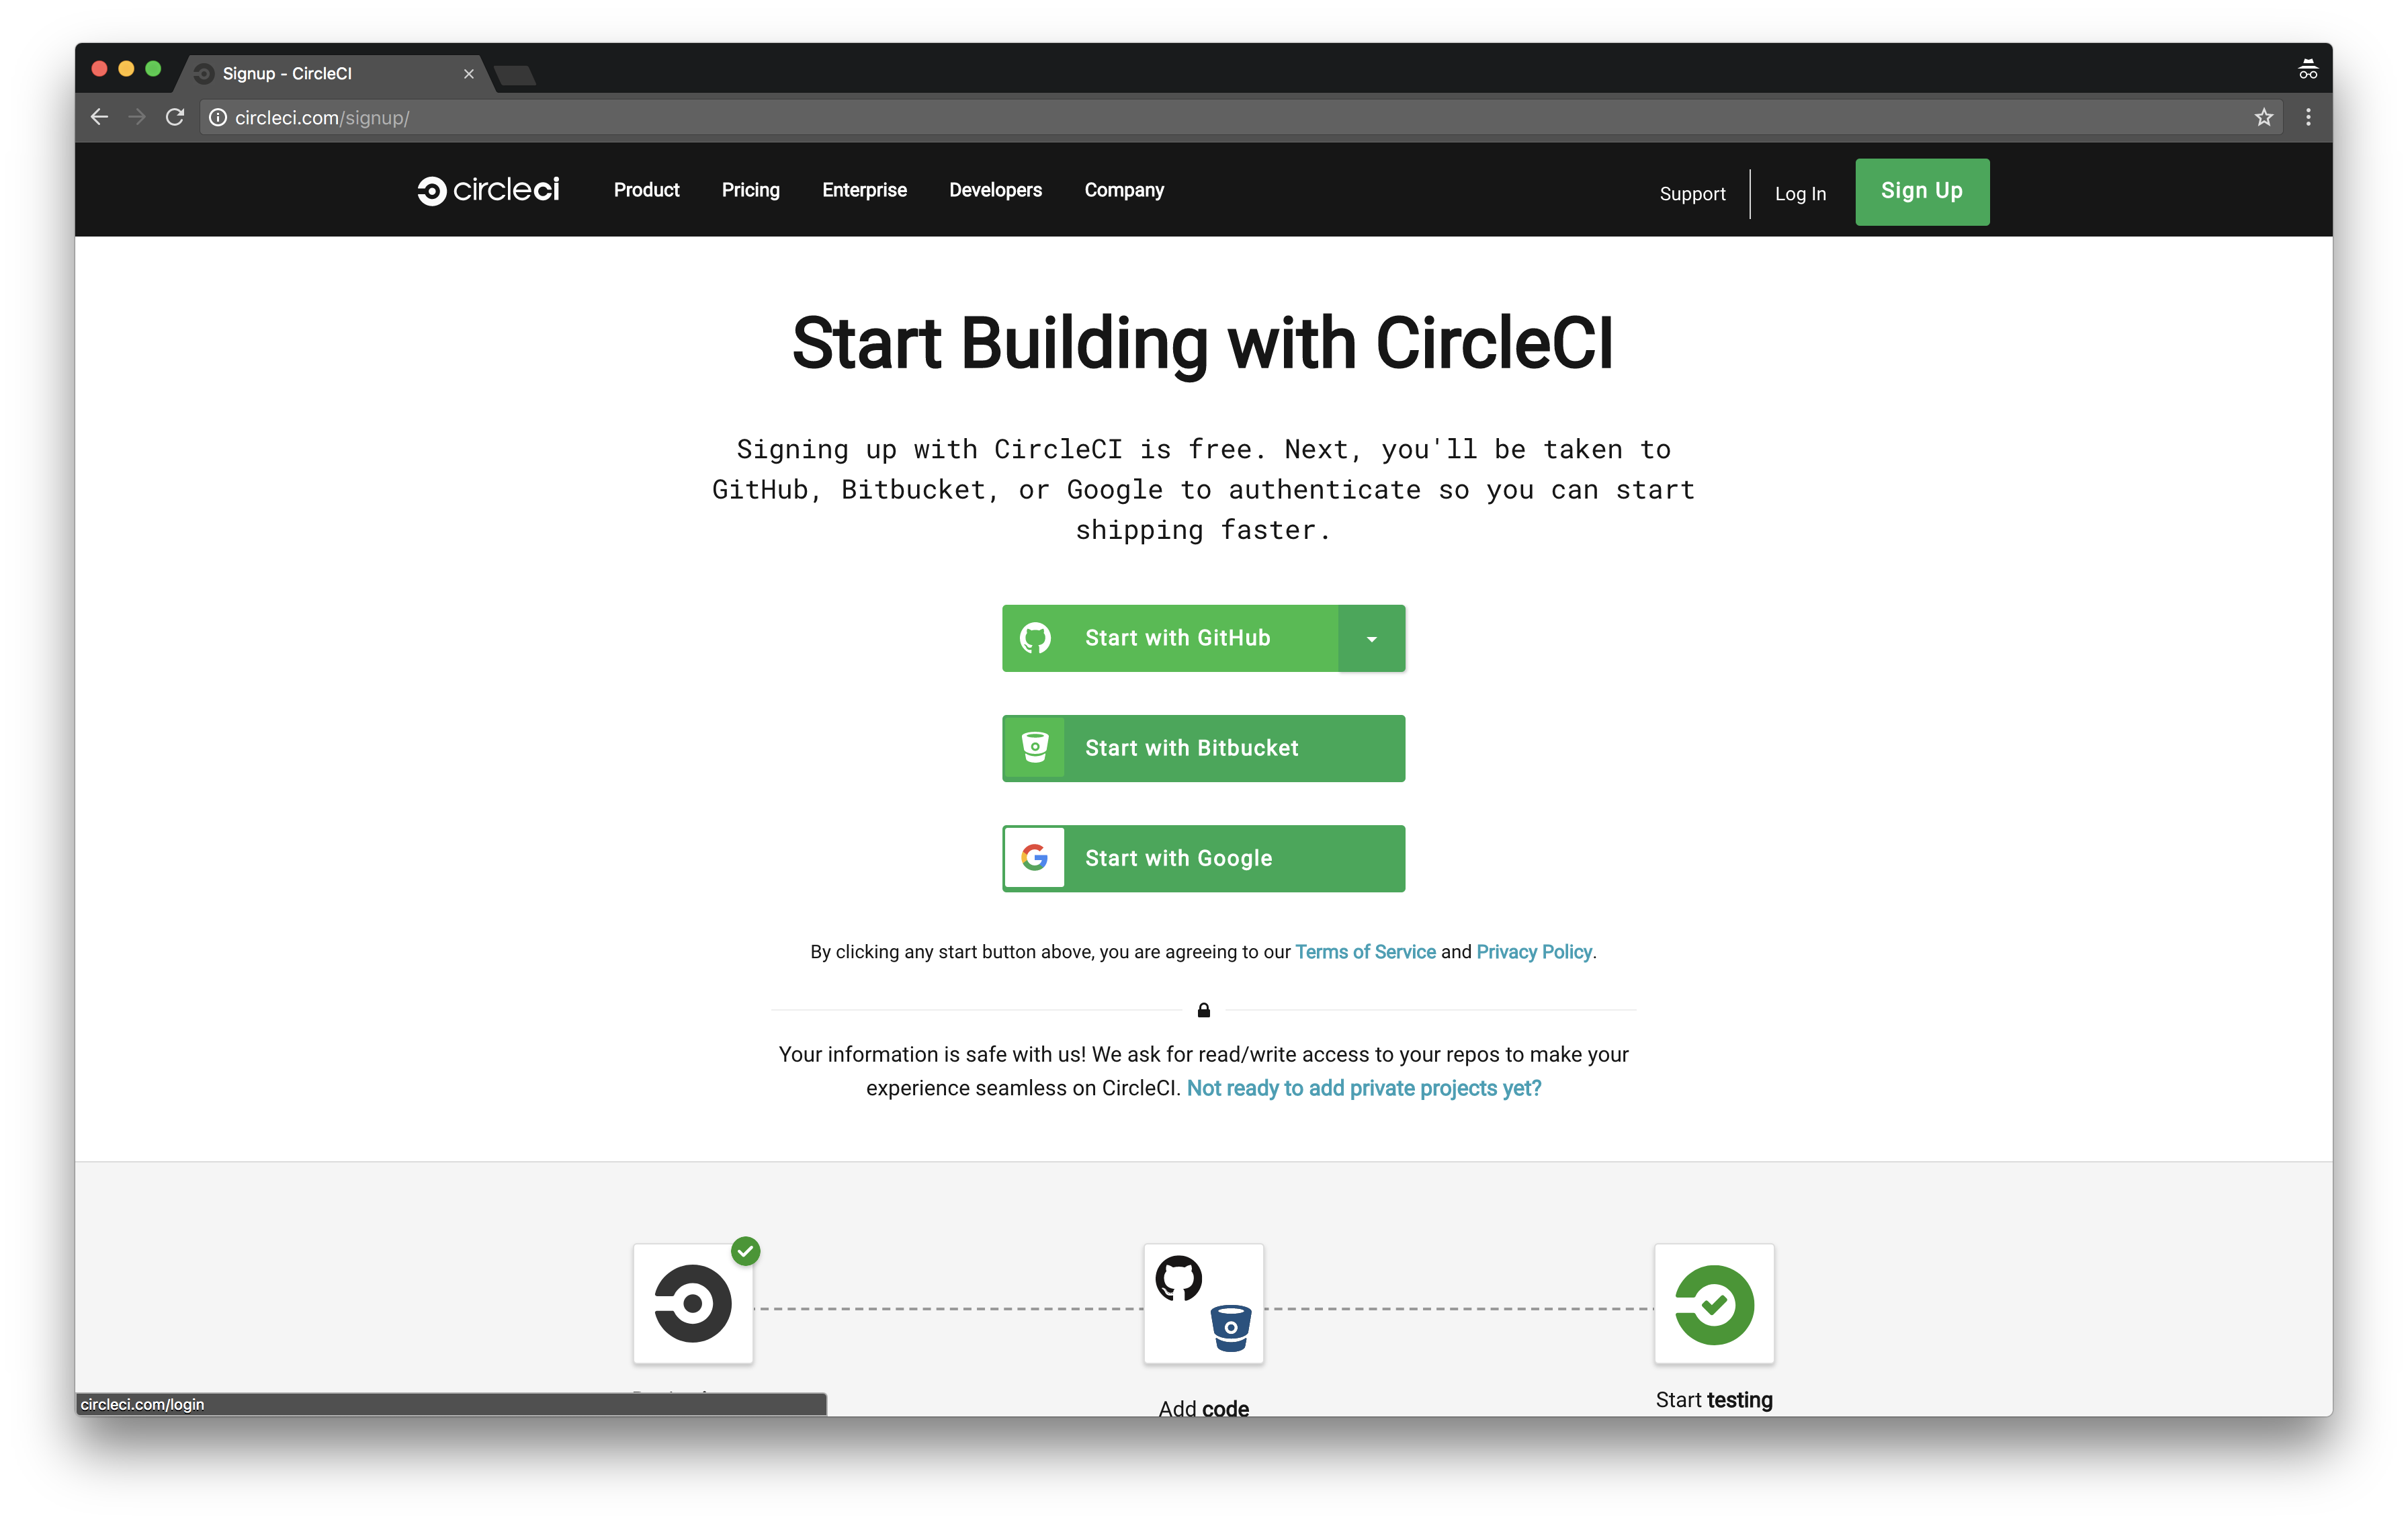 Signup - CircleCI
circleci.com/signup/
circleci
Product Pricing Enterprise Developers Company
Support Log In Sign Up
Start Building with CircleCI
Signing up with CircleCI is free. Next, you'll be taken to
GitHub, Bitbucket, or Google to authenticate so you can start
shipping faster.
Start with GitHub
Start with Bitbucket
Start with Google
By clicking any start button above, you are agreeing to our Terms of Service and Privacy Policy.
Your information is safe with us! We ask for read/write access to your repos to make your
experience seamless on CircleCI. Not ready to add private projects yet?
Add code
Start testing
circleci.com/login